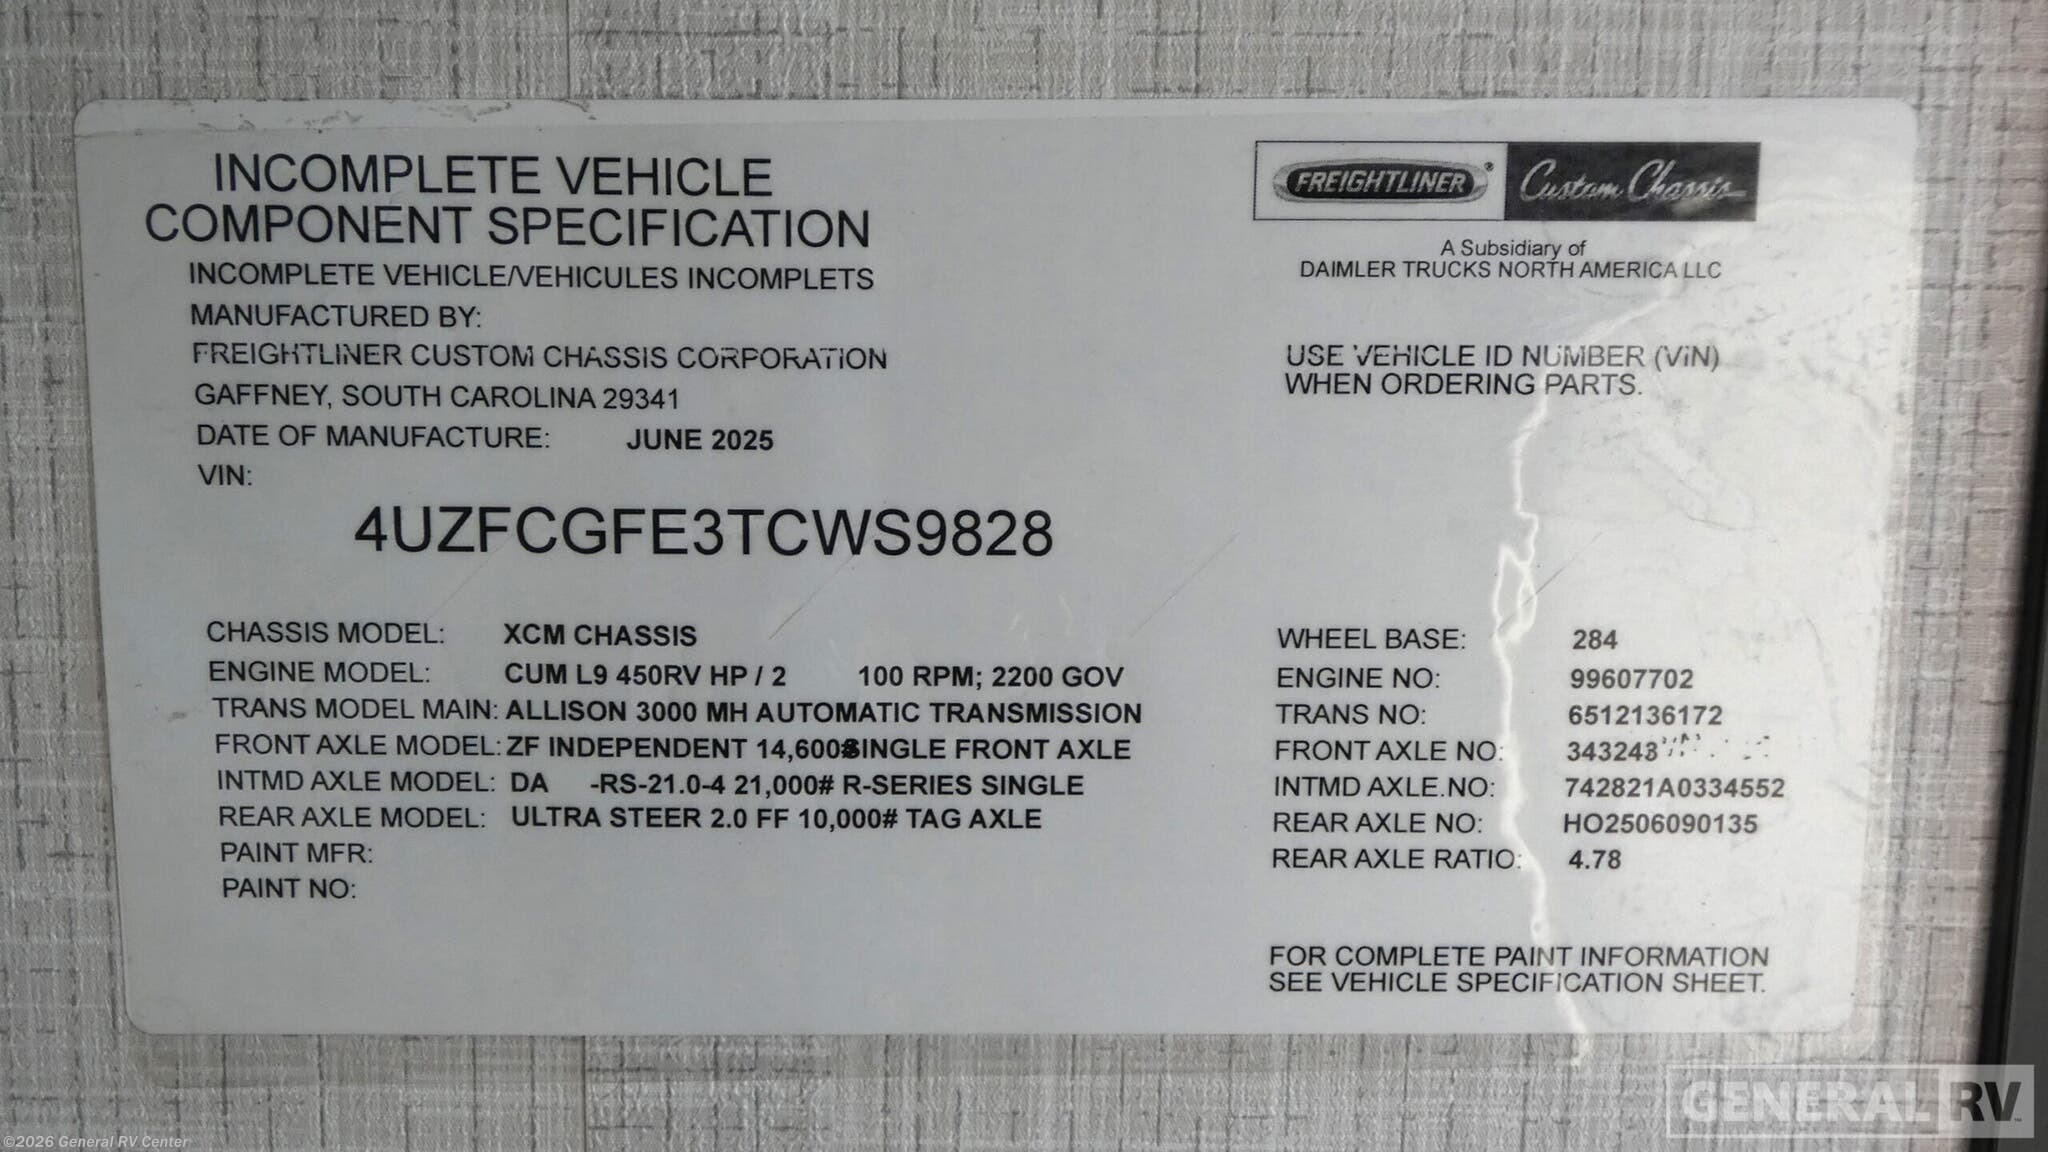 INCOMPLETE VEHICLE
COMPONENT SPECIFICATION
INCOMPLETE VEHICLE/VEHICULES INCOMPLETS
MANUFACTURED BY:
FREIGHTLINER CUSTOM CHASSIS CORPORATION
GAFFNEY, SOUTH CAROLINA 29341
DATE OF MANUFACTURE: JUNE 2025
VIN:
4UZFCGFE3TCWS9828
FREIGHTLINER® Custom Chassis
A Subsidiary of
DAIMLER TRUCKS NORTH AMERICA LLC
USE VEHICLE ID NUMBER (VIN)
WHEN ORDERING PARTS.
CHASSIS MODEL: XCM CHASSIS
ENGINE MODEL: CUM L9 450RV HP / 2 100 RPM; 2200 GOV
TRANS MODEL MAIN: ALLISON 3000 MH AUTOMATIC TRANSMISSION
FRONT AXLE MODEL: ZF INDEPENDENT 14,600# SINGLE FRONT AXLE
INTMD AXLE MODEL: DA -RS-21.0-4 21,000# R-SERIES SINGLE
REAR AXLE MODEL: ULTRA STEER 2.0 FF 10,000# TAG AXLE
PAINT MFR:
PAINT NO:
WHEEL BASE: 284
ENGINE NO: 99607702
TRANS NO: 6512136172
FRONT AXLE NO:
INTMD AXLE.NO: 742821A0334552
REAR AXLE NO: HO2506090135
REAR AXLE RATIO: 4.78
FOR COMPLETE PAINT INFORMATION
SEE VEHICLE SPECIFICATION SHEET.
GENERAL RV
©2026 General RV Center